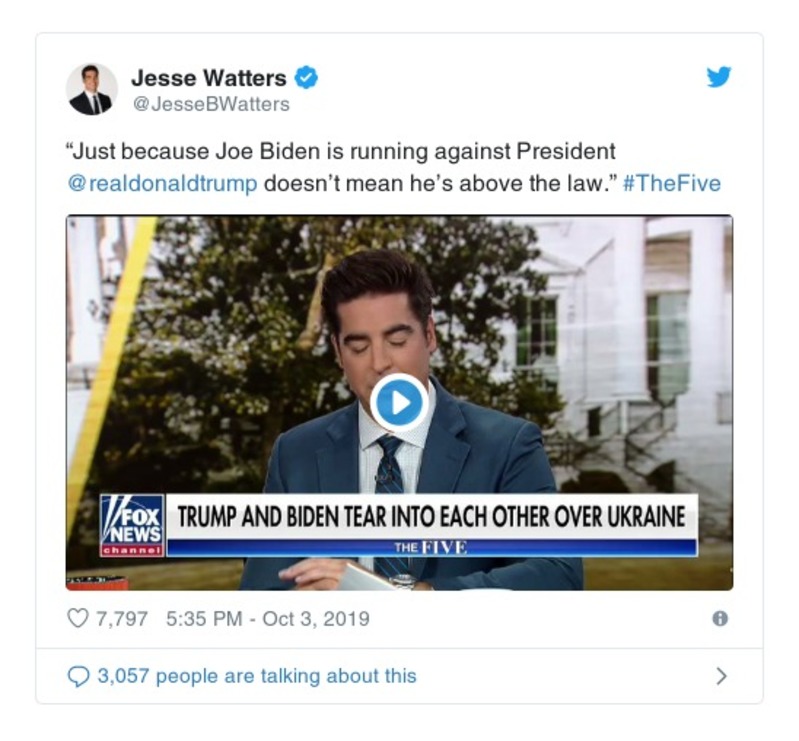 Jesse Watters
@JesseBWatters
“Just because Joe Biden is running against President
@realdonaldtrump doesn’t mean he’s above the law.” #TheFive
FOX
NEWS
channel
TRUMP AND BIDEN TEAR INTO EACH OTHER OVER UKRAINE
THE FIVE
7,797 5:35 PM - Oct 3, 2019
3,057 people are talking about this